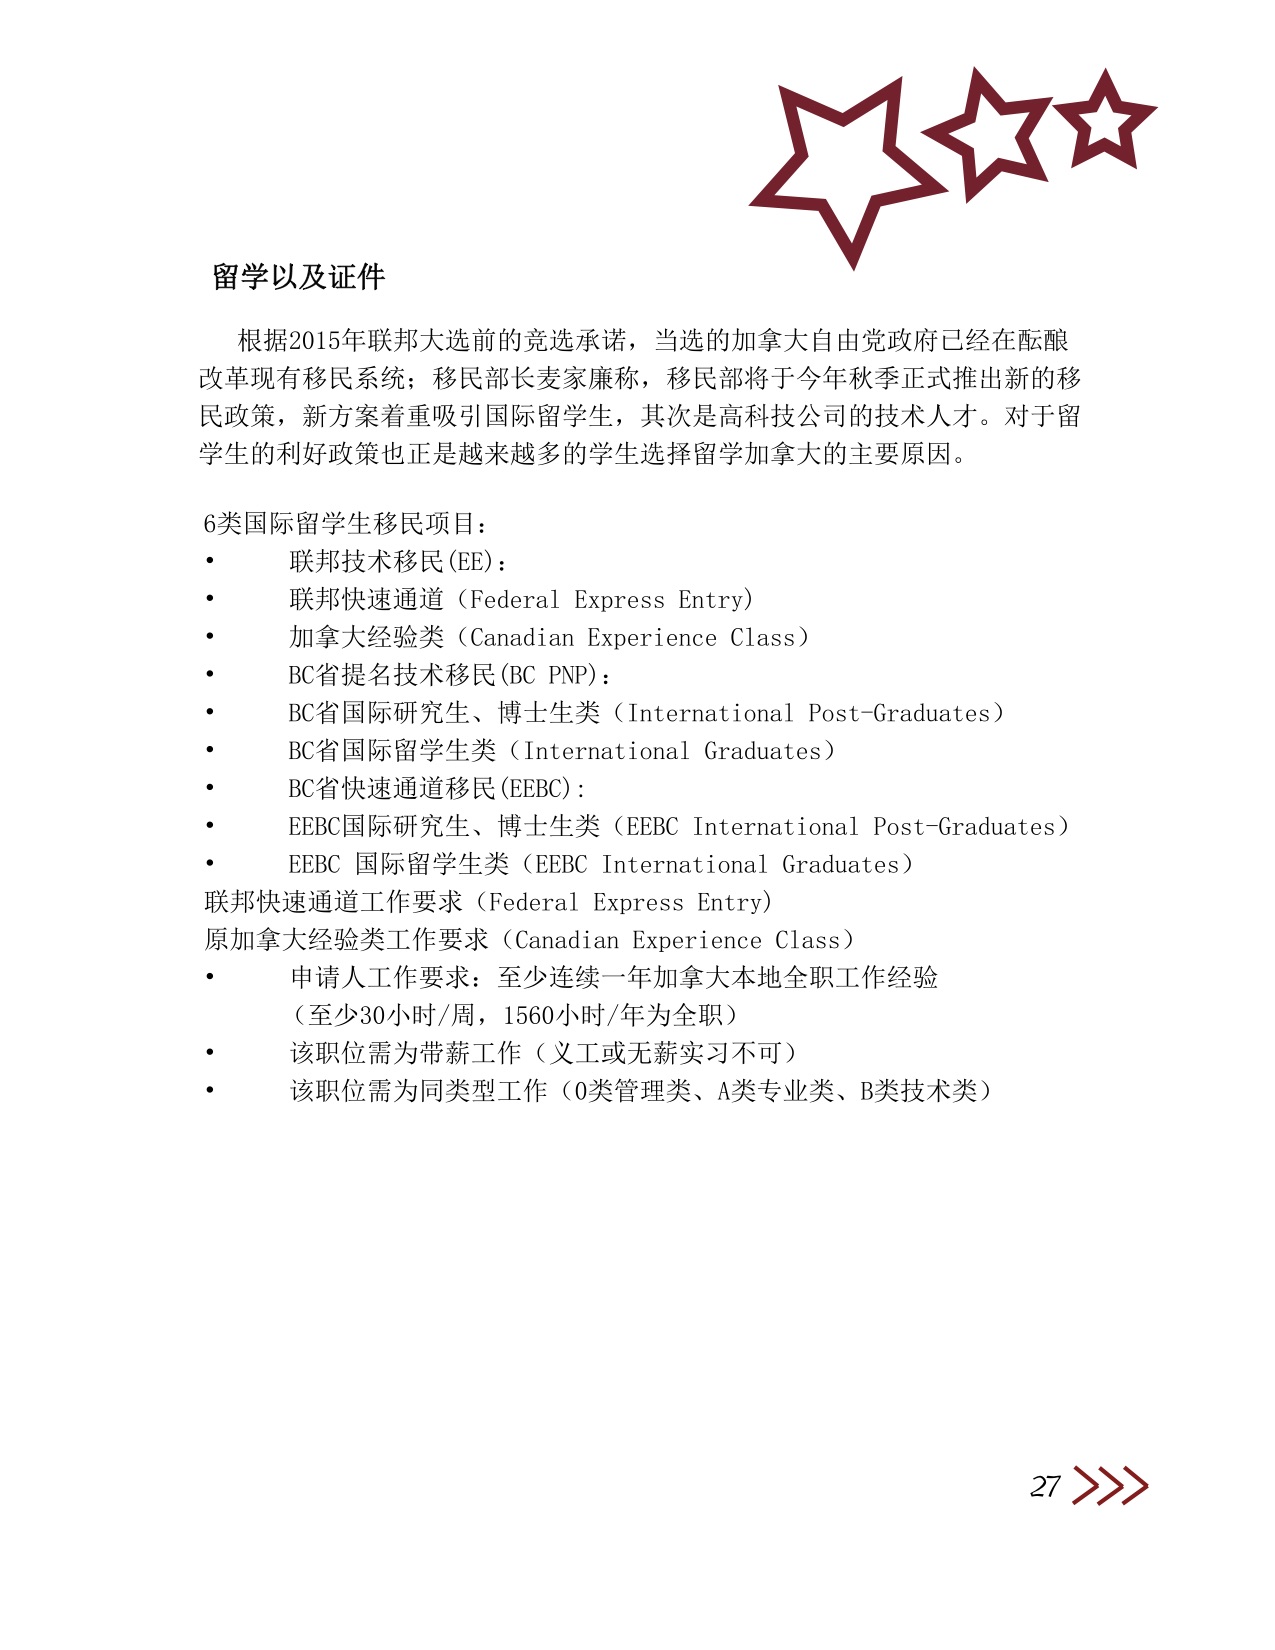 留学以及证件
根据2015年联邦大选前的竞选承诺，当选的加拿大自由党政府已经在酝酿
改革现有移民系统；移民部长麦家廉称，移民部将于今年秋季正式推出新的移
民政策，新方案着重吸引国际留学生，其次是高科技公司的技术人才。对于留
学生的利好政策也正是越来越多的学生选择留学加拿大的主要原因。
6类国际留学生移民项目：
• 联邦技术移民(EE)：
• 联邦快速通道（Federal Express Entry)
• 加拿大经验类（Canadian Experience Class）
• BC省提名技术移民(BC PNP)：
• BC省国际研究生、博士生类（International Post-Graduates）
• BC省国际留学生类（International Graduates）
• BC省快速通道移民(EEBC):
• EEBC国际研究生、博士生类（EEBC International Post-Graduates）
• EEBC 国际留学生类（EEBC International Graduates）
联邦快速通道工作要求（Federal Express Entry)
原加拿大经验类工作要求（Canadian Experience Class）
• 申请人工作要求：至少连续一年加拿大本地全职工作经验
（至少30小时/周，1560小时/年为全职）
• 该职位需为带薪工作（义工或无薪实习不可）
• 该职位需为同类型工作（0类管理类、A类专业类、B类技术类）
27